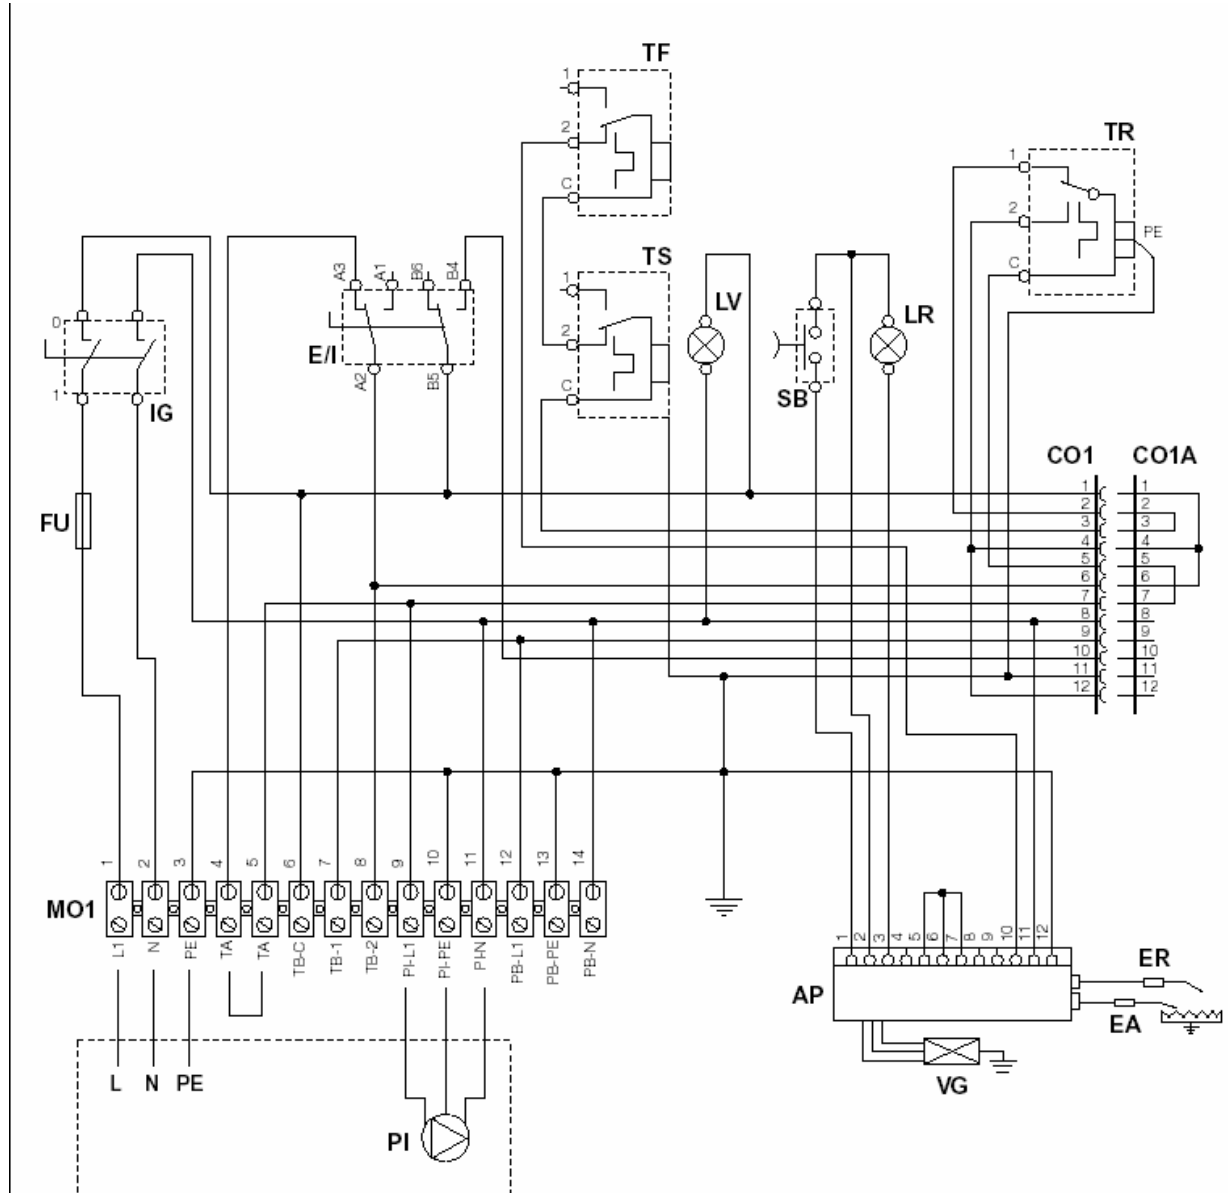 TF
1
2
C
TR
1
2
C
PE
TS
1
2
C
A3
A1
B6
B4
E/I
A2
B5
0
1
IG
LV
SB
LR
FU
CO1
CO1A
1 1
2 2
3 3
4 4
5 5
6 6
7 7
8 8
9 9
10 10
11 11
12 12
1 2 3 4 5 6 7 8 9 10 11 12 13 14
MO1
L1 N PE TA TA TB-C TB-1 TB-2 PI-L1 PI-PE PI-N PB-L1 PB-PE PB-N
L N PE
PI
1 2 3 4 5 6 7 8 9 10 11 12
AP
ER
EA
VG